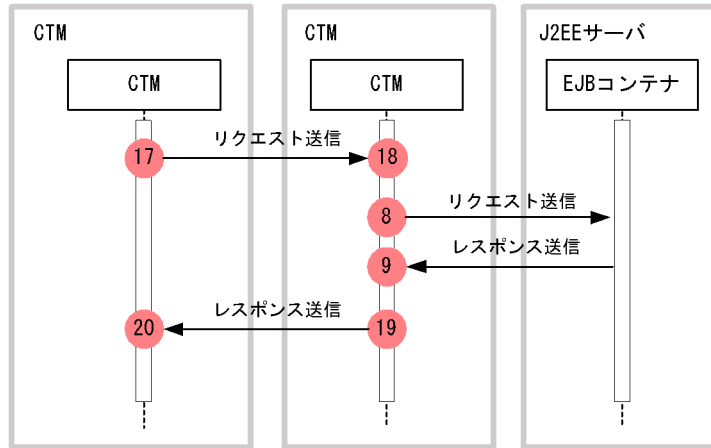 CTM
CTM
J2EEサーバ
CTM
CTM
EJBコンテナ
リクエスト送信
17
18
リクエスト送信
8
レスポンス送信
9
レスポンス送信
20
19